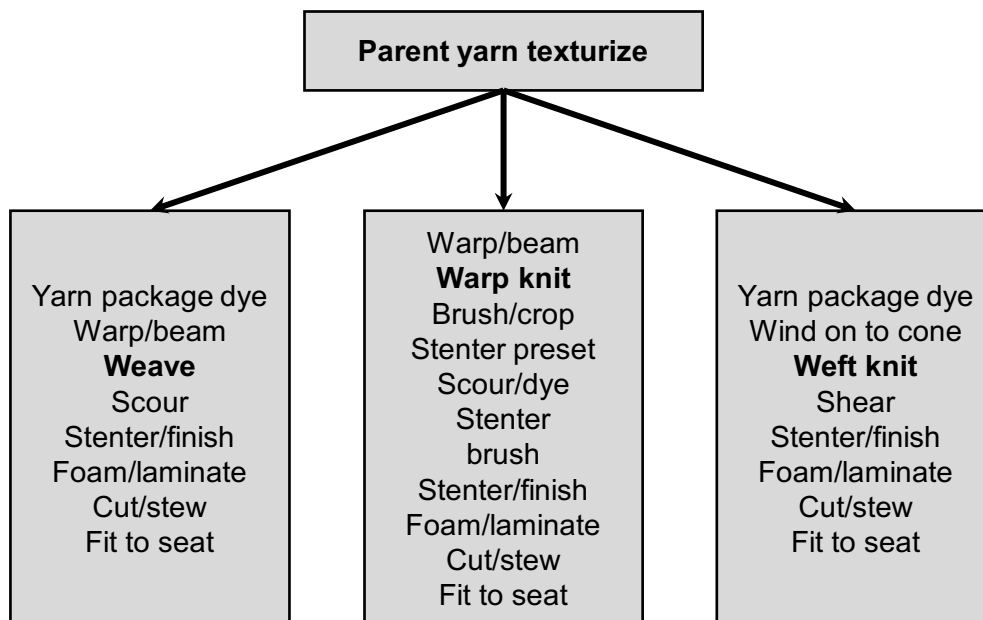 Parent yarn texturize
Yarn package dye
Warp/beam
Weave
Scour
Stenter/finish
Foam/laminate
Cut/stew
Fit to seat
Warp/beam
Warp knit
Brush/crop
Stenter preset
Scour/dye
Stenter
brush
Stenter/finish
Foam/laminate
Cut/stew
Fit to seat
Yarn package dye
Wind on to cone
Weft knit
Shear
Stenter/finish
Foam/laminate
Cut/stew
Fit to seat